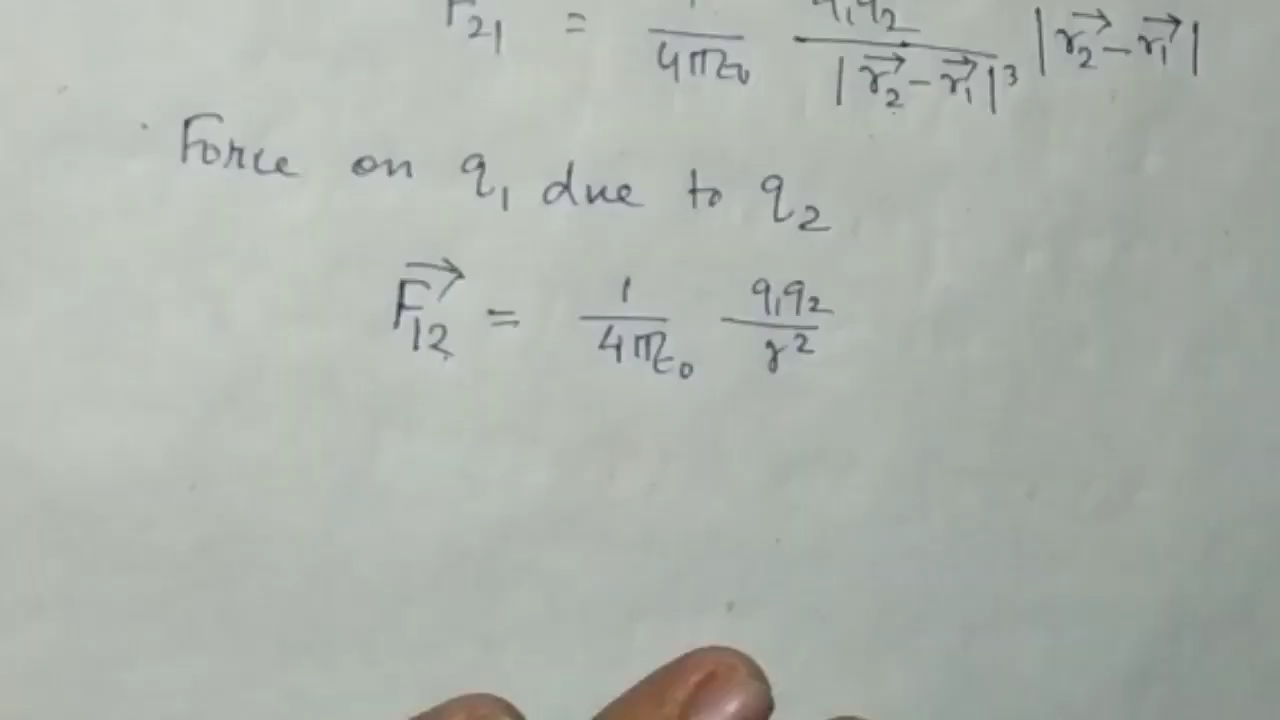 F₂₁ = 1/4πε₀ q₁q₂/|r₂⃗ - r₁⃗|³ |r₂⃗ - r₁⃗|
Force on q₁ due to q₂
F₁₂⃗ = 1/4πε₀ q₁q₂/r²